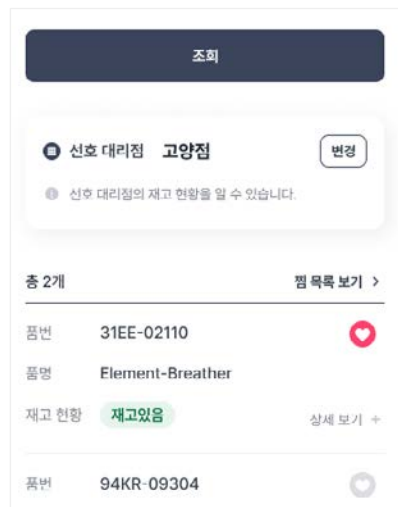 조회
선호 대리점 고양점 변경
선호 대리점의 재고 현황을 알 수 있습니다.
총 2개 찜 목록 보기 >
품번 31EE-02110
품명 Element-Breather
재고 현황 재고있음 상세 보기 +
품번 94KR-09304